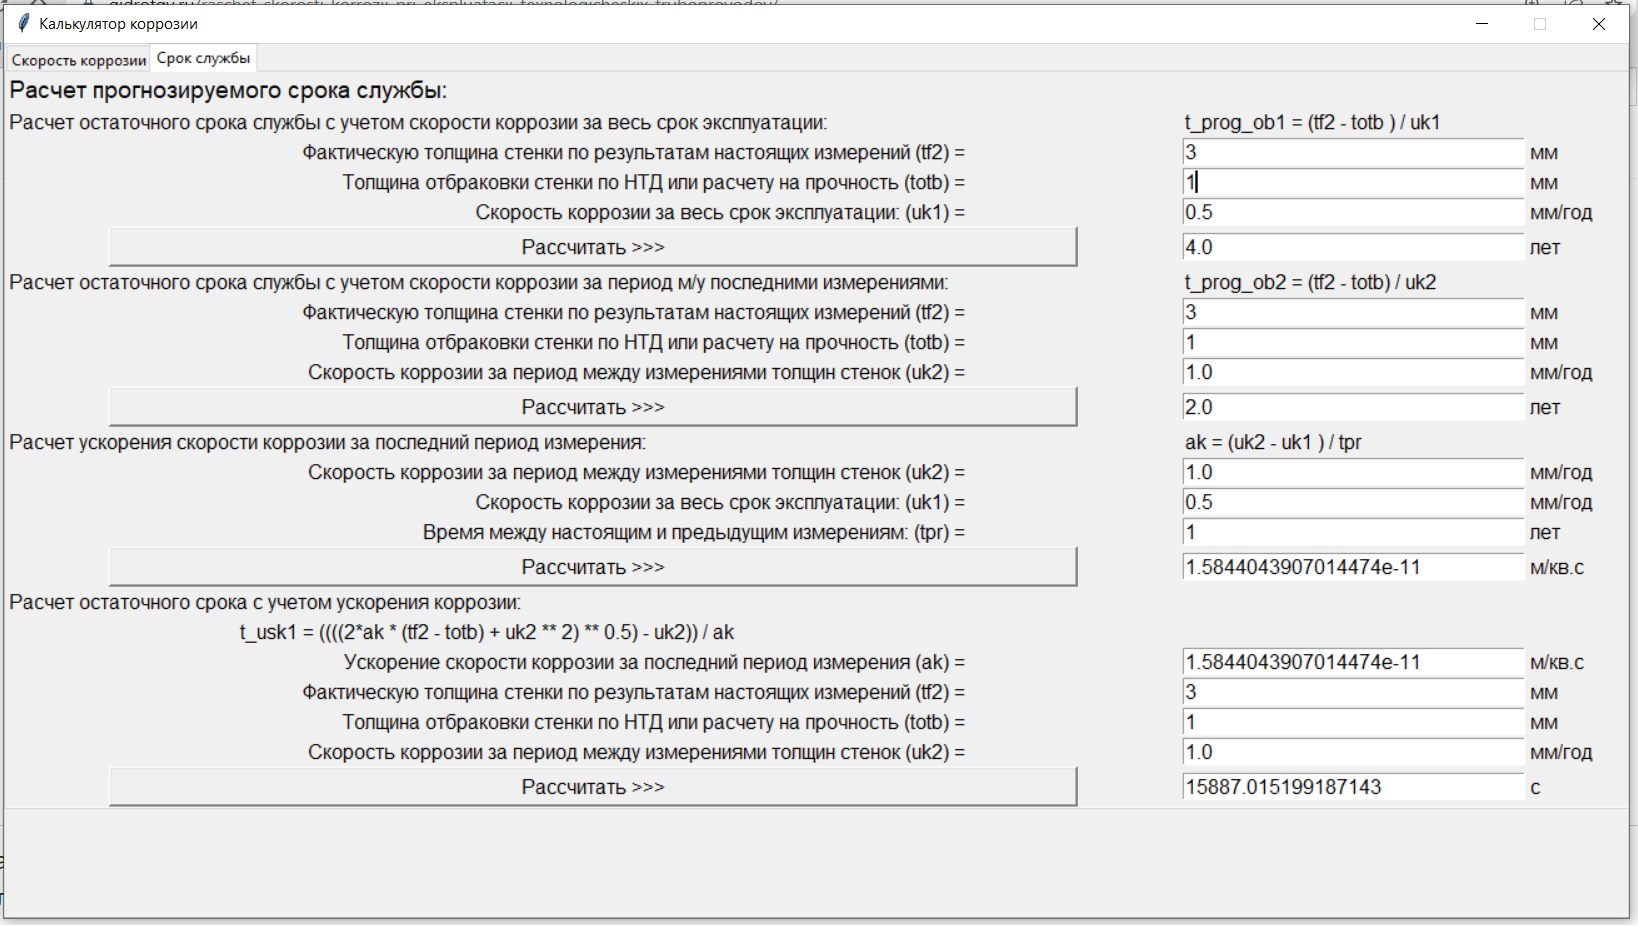 Калькулятор коррозии
Скорость коррозии Срок службы
Расчет прогнозируемого срока службы:
Расчет остаточного срока службы с учетом скорости коррозии за весь срок эксплуатации: t_prog_ob1 = (tf2 - totb ) / uk1
Фактическую толщина стенки по результатам настоящих измерений (tf2) = 3 мм
Толщина отбраковки стенки по НТД или расчету на прочность (totb) = 1 мм
Скорость коррозии за весь срок эксплуатации: (uk1) = 0.5 мм/год
Рассчитать >>> 4.0 лет
Расчет остаточного срока службы с учетом скорости коррозии за период м/у последними измерениями: t_prog_ob2 = (tf2 - totb) / uk2
Фактическую толщина стенки по результатам настоящих измерений (tf2) = 3 мм
Толщина отбраковки стенки по НТД или расчету на прочность (totb) = 1 мм
Скорость коррозии за период между измерениями толщин стенок (uk2) = 1.0 мм/год
Рассчитать >>> 2.0 лет
Расчет ускорения скорости коррозии за последний период измерения: ak = (uk2 - uk1 ) / tpr
Скорость коррозии за период между измерениями толщин стенок (uk2) = 1.0 мм/год
Скорость коррозии за весь срок эксплуатации: (uk1) = 0.5 мм/год
Время между настоящим и предыдущим измерениям: (tpr) = 1 лет
Рассчитать >>> 1.5844043907014474e-11 м/кв.с
Расчет остаточного срока с учетом ускорения коррозии:
t_usk1 = ((((2*ak * (tf2 - totb) + uk2 ** 2) ** 0.5) - uk2)) / ak
Ускорение скорости коррозии за последний период измерения (ak) = 1.5844043907014474e-11 м/кв.с
Фактическую толщина стенки по результатам настоящих измерений (tf2) = 3 мм
Толщина отбраковки стенки по НТД или расчету на прочность (totb) = 1 мм
Скорость коррозии за период между измерениями толщин стенок (uk2) = 1.0 мм/год
Рассчитать >>> 15887.015199187143 с